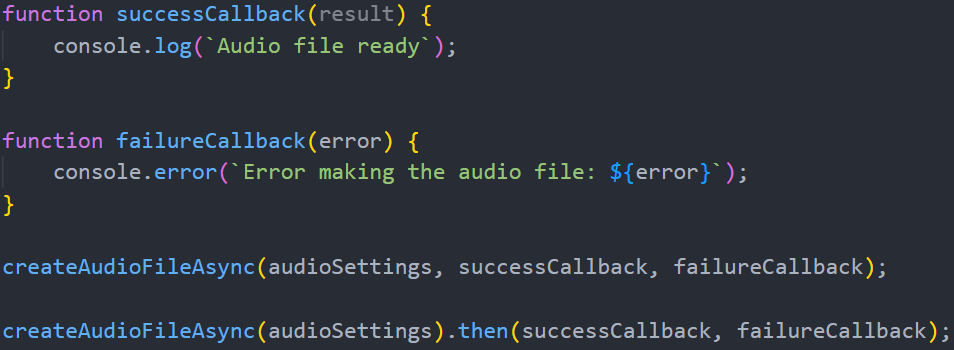 function successCallback(result) {
    console.log(`Audio file ready`);
}

function failureCallback(error) {
    console.error(`Error making the audio file: ${error}`);
}

createAudioFileAsync(audioSettings, successCallback, failureCallback);

createAudioFileAsync(audioSettings).then(successCallback, failureCallback);